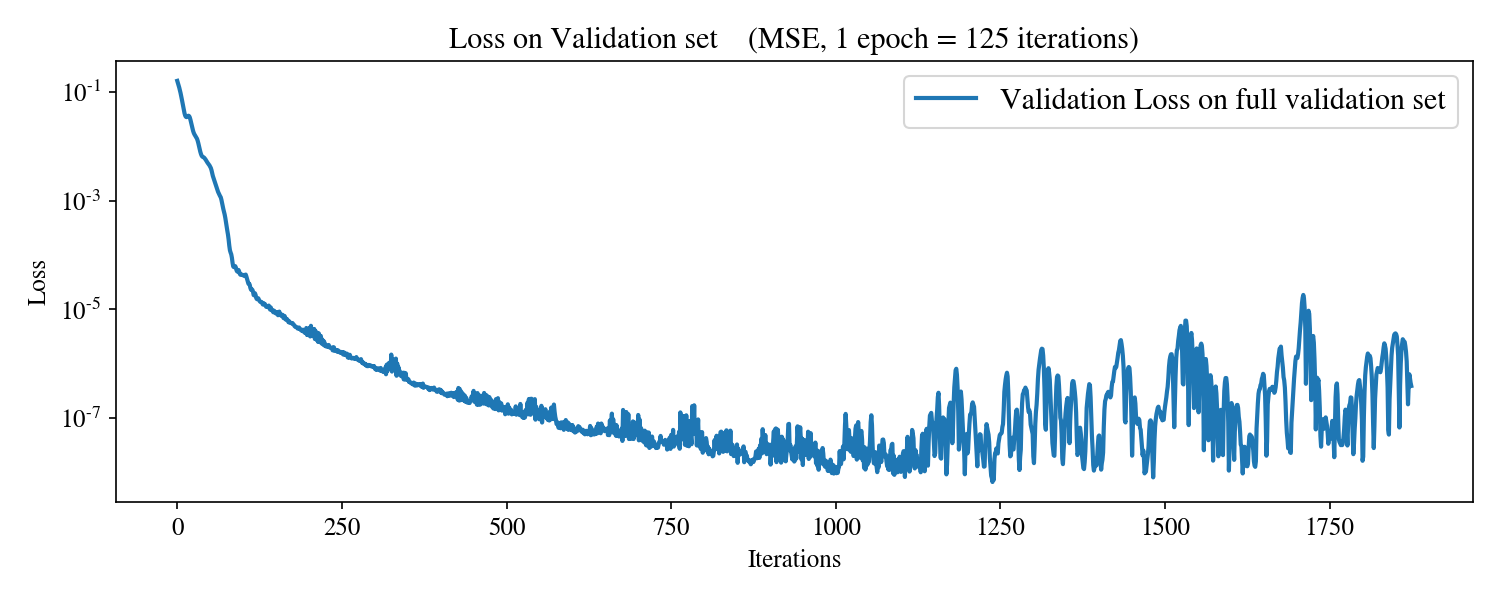 Loss on Validation set (MSE, 1 epoch = 125 iterations)
Validation Loss on full validation set
Loss
10^-1
10^-3
10^-5
10^-7
0 250 500 750 1000 1250 1500 1750
Iterations